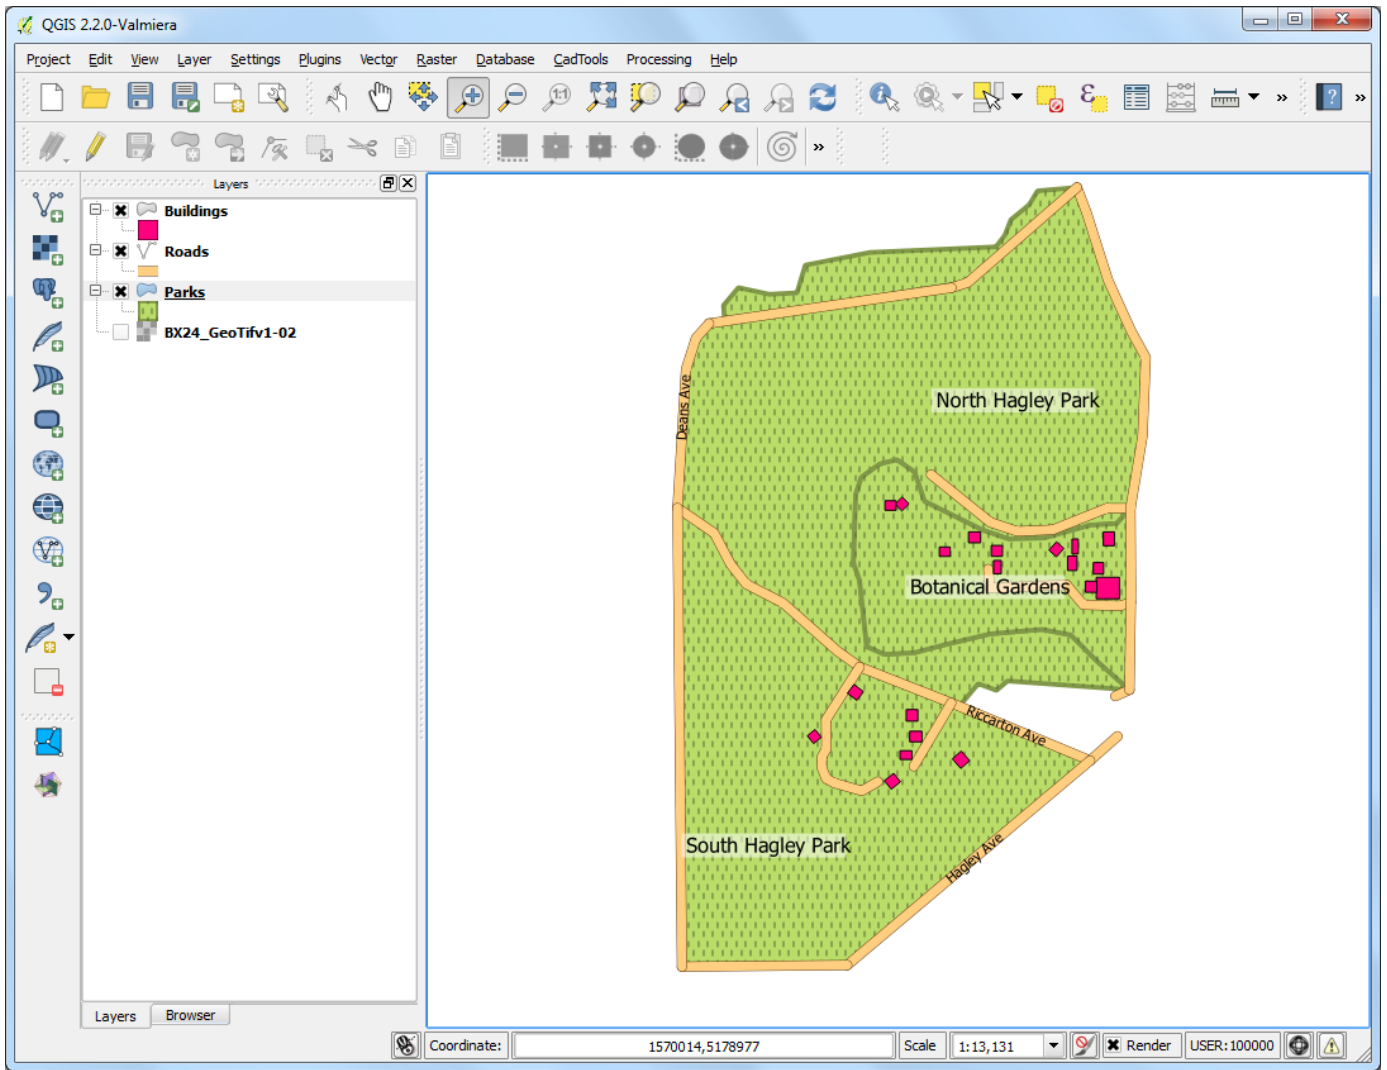 QGIS 2.2.0-Valmiera
Project Edit View Layer Settings Plugins Vector Raster Database CadTools Processing Help
1:1
Layers
Buildings
Roads
Parks
BX24_GeoTifv1-02
Deans Ave
North Hagley Park
Botanical Gardens
Riccarton Ave
South Hagley Park
Hagley Ave
Layers Browser
Coordinate: 1570014,5178977 Scale 1:13,131 Render USER:100000